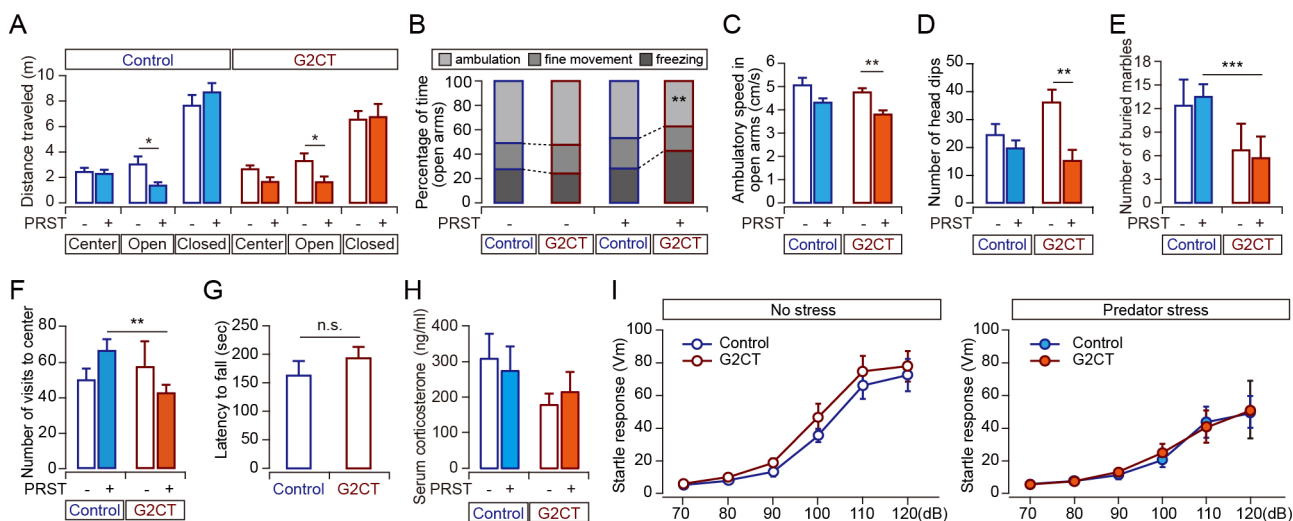 A
Control
G2CT
Distance traveled (m)
10
8
6
4
2
0
*
*
PRST
- + - + - + - + - + - +
Center Open Closed Center Open Closed
B
ambulation fine movement freezing
Percentage of time
(open arms)
100
80
60
40
20
0
**
PRST
- - + +
Control G2CT Control G2CT
C
Ambulatory speed in
open arms (cm/s)
6
5
4
3
2
1
0
**
PRST
- + - +
Control G2CT
D
Number of head dips
50
40
30
20
10
0
**
PRST
- + - +
Control G2CT
E
Number of buried marbles
18
15
12
9
6
3
0
***
PRST
- + - +
Control G2CT
F
Number of visits to center
80
60
40
20
0
**
PRST
- + - +
Control G2CT
G
Latency to fall (sec)
250
200
150
100
50
0
n.s.
Control G2CT
H
Serum corticosterone (ng/ml)
400
300
200
100
0
PRST
- + - +
Control G2CT
I
No stress
Startle response (Vm)
100
80
60
40
20
0
Control
G2CT
70 80 90 100 110 120(dB)
Predator stress
Startle response (Vm)
100
80
60
40
20
0
Control
G2CT
70 80 90 100 110 120(dB)